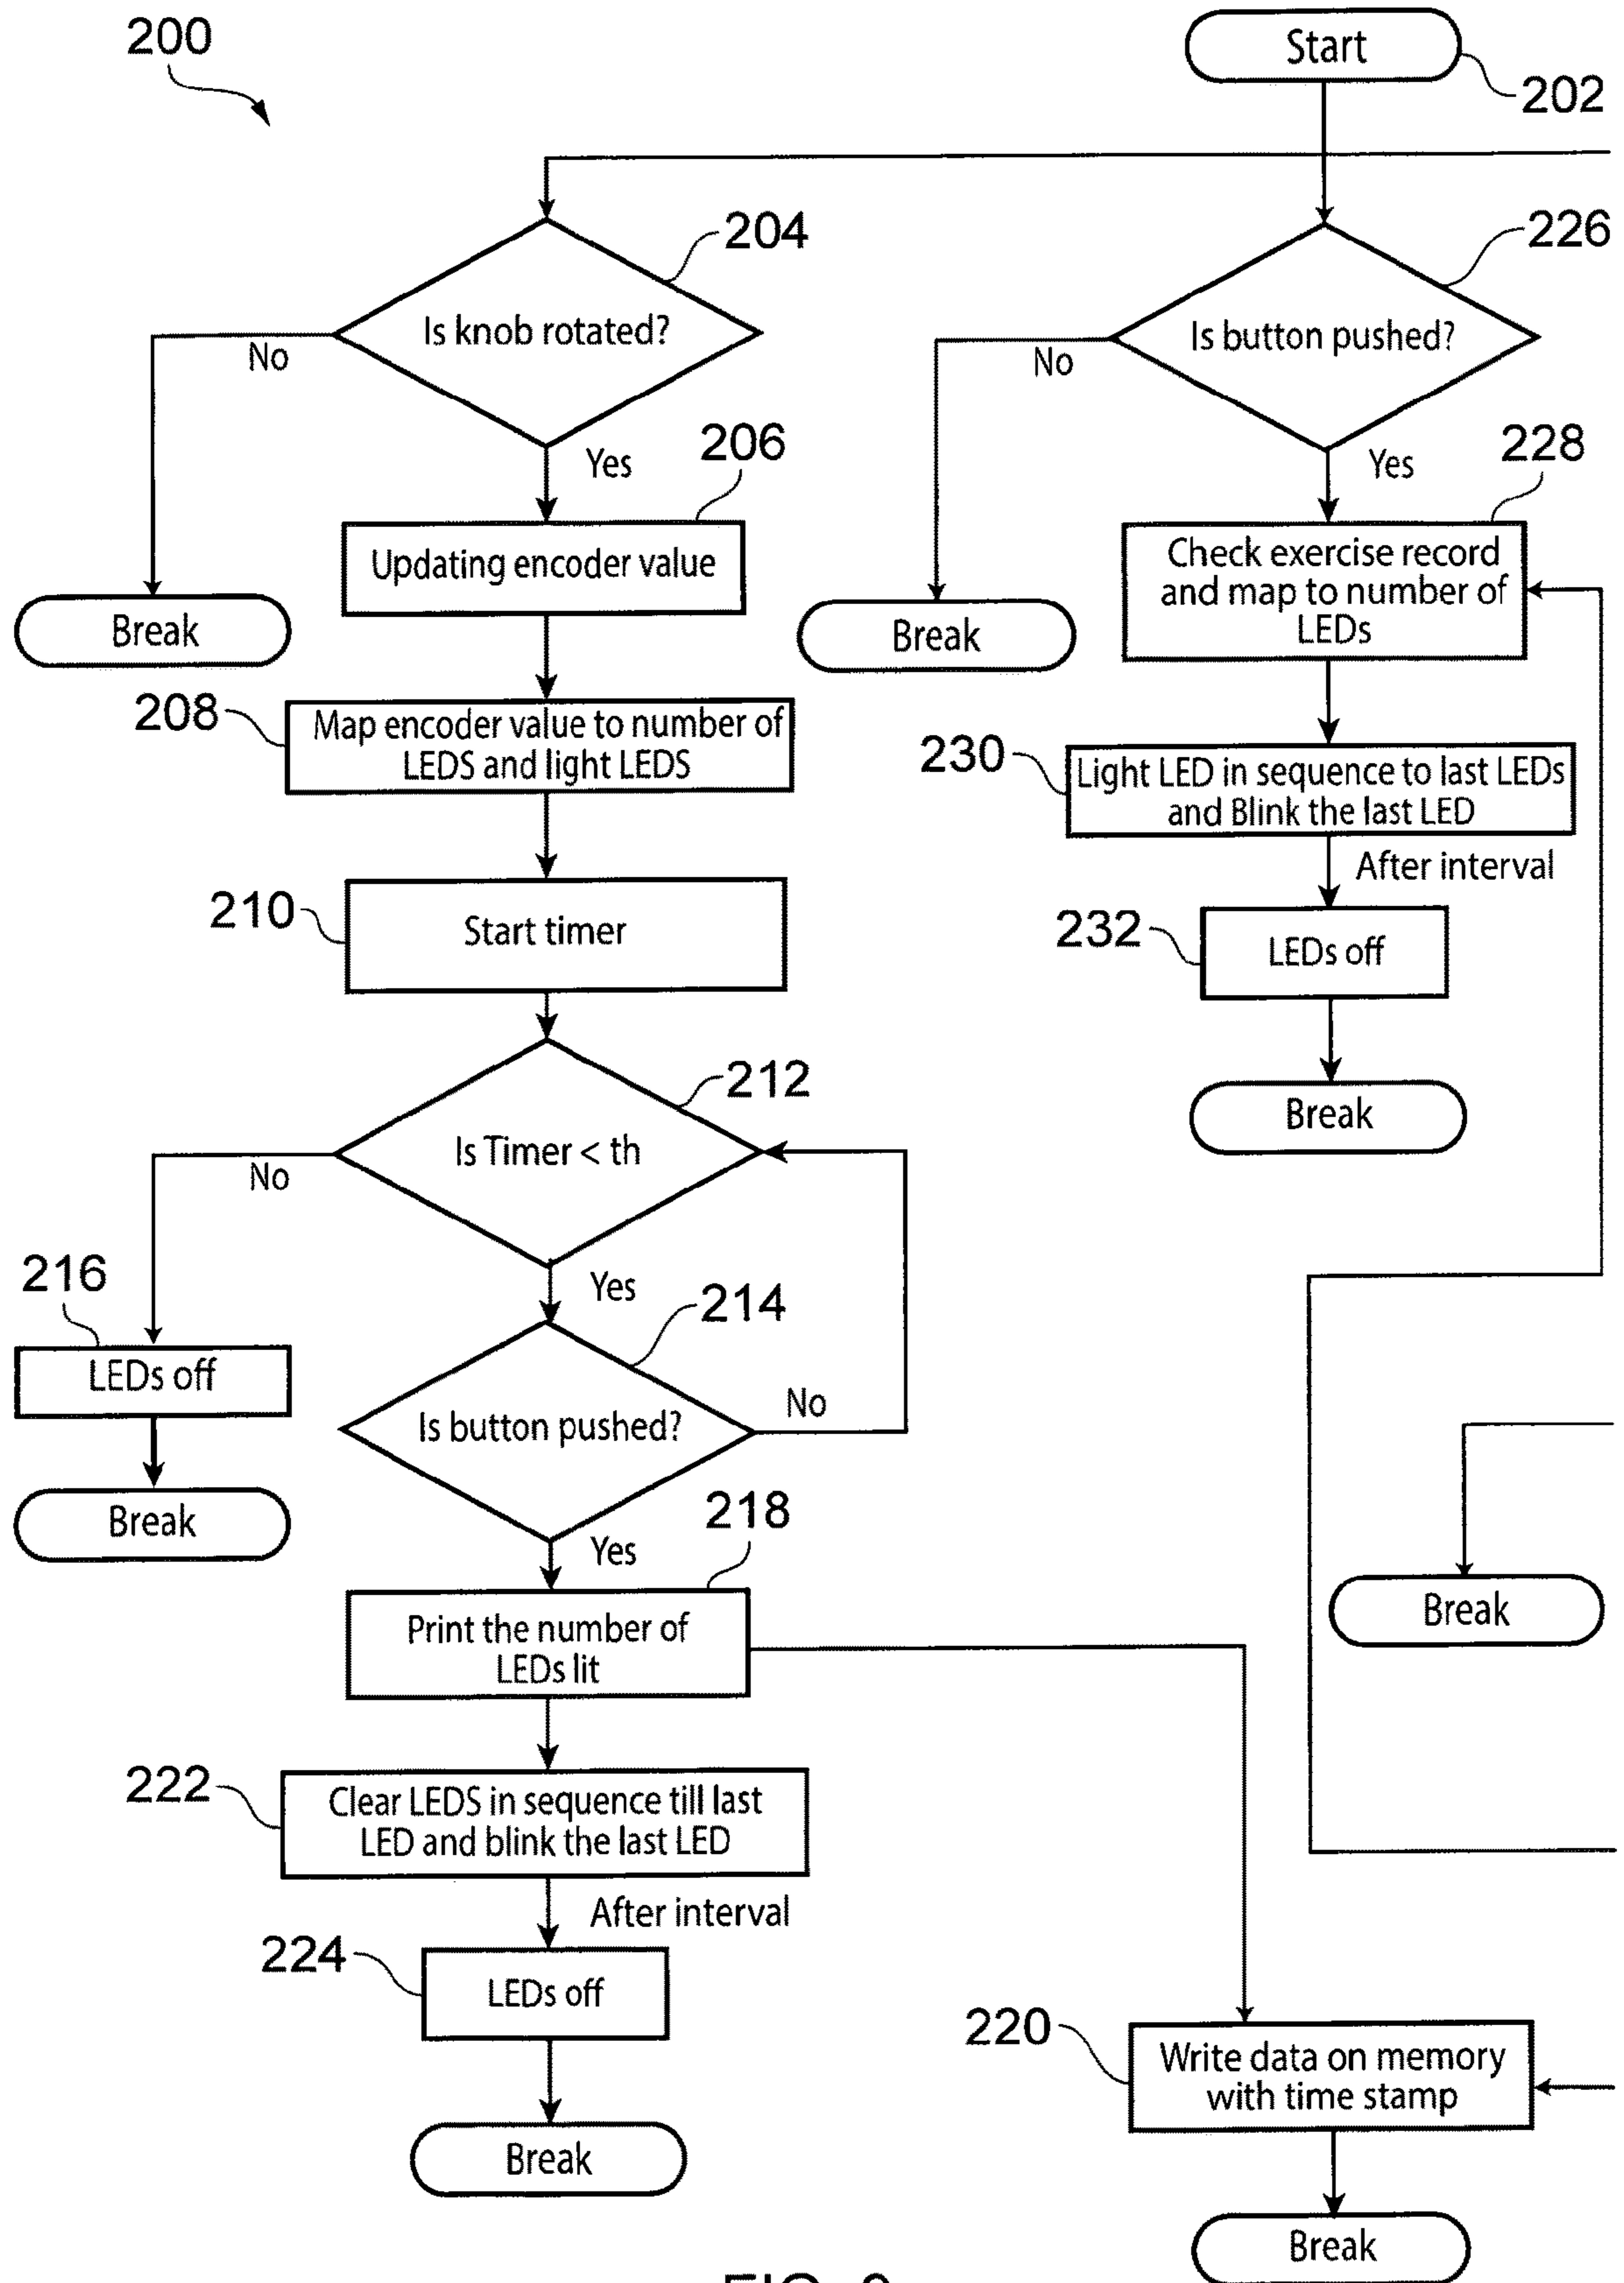 200
Start
202
204
226
Is knob rotated?
Is button pushed?
No
No
Yes
206
Yes
228
Updating encoder value
Check exercise record
and map to number of
LEDs
Break
Break
208
Map encoder value to number of
LEDS and light LEDS
230
Light LED in sequence to last LEDs
and Blink the last LED
After interval
210
Start timer
232
LEDs off
212
Break
Is Timer < th
No
216
Yes
214
LEDs off
No
Is button pushed?
Break
218
Yes
Break
Print the number of
LEDs lit
222
Clear LEDS in sequence till last
LED and blink the last LED
After interval
224
LEDs off
220
Write data on memory
with time stamp
Break
Break